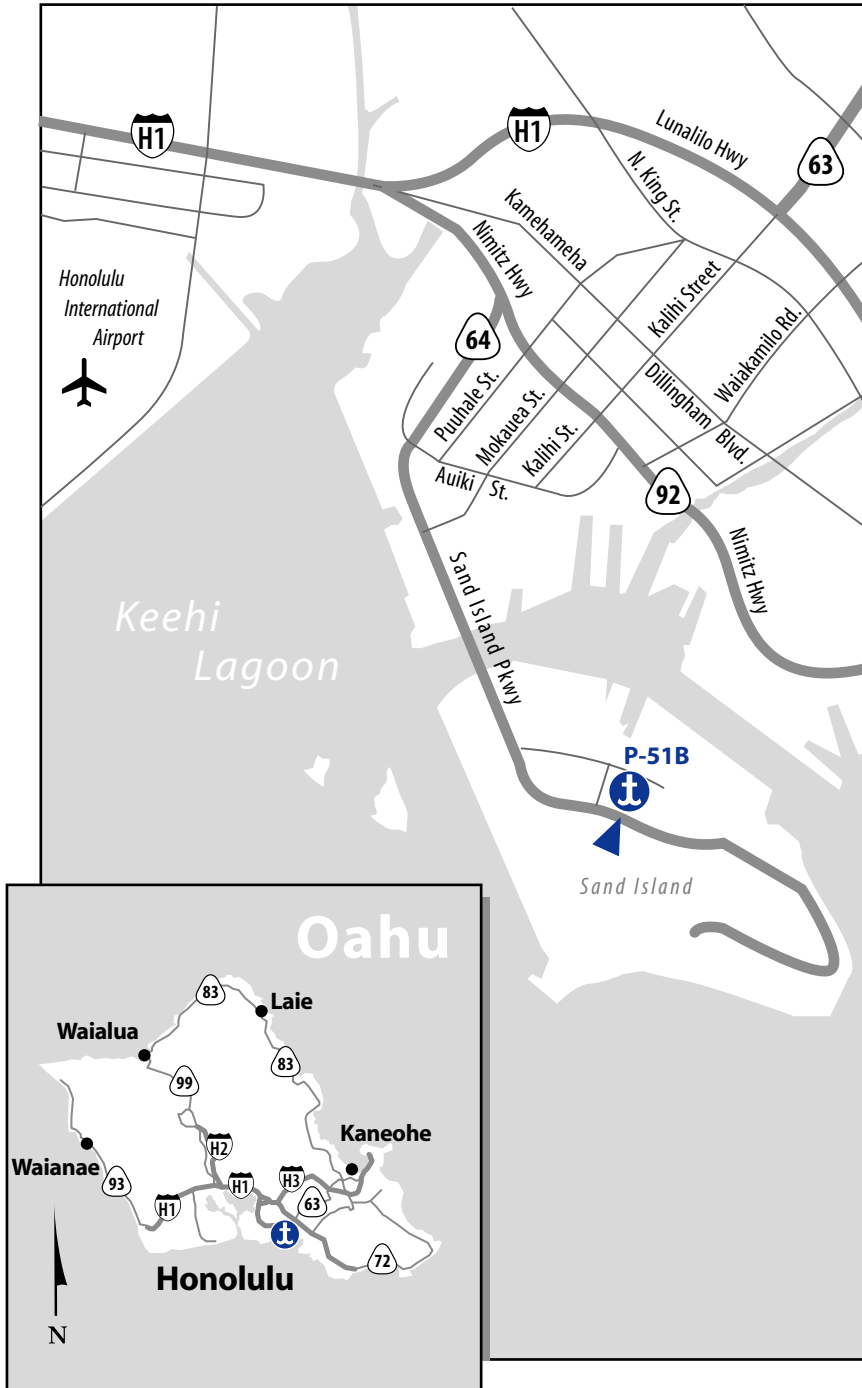 H1
H1
Lunalilo Hwy
63
N. King St.
Kamehameha
Nimitz Hwy
Kalihi Street
Honolulu
International
Airport
64
Waiakamilo Rd.
Puuhale St.
Mokauea St.
Kalihi St.
Dillingham
Blvd.
Auiki St.
92
Nimitz Hwy
Sand Island Pkwy
Keehi
Lagoon
P-51B
Sand Island
Oahu
83
Laie
Waialua
83
99
Kaneohe
H2
Waianae
93
H1
H1
H3
63
72
Honolulu
N